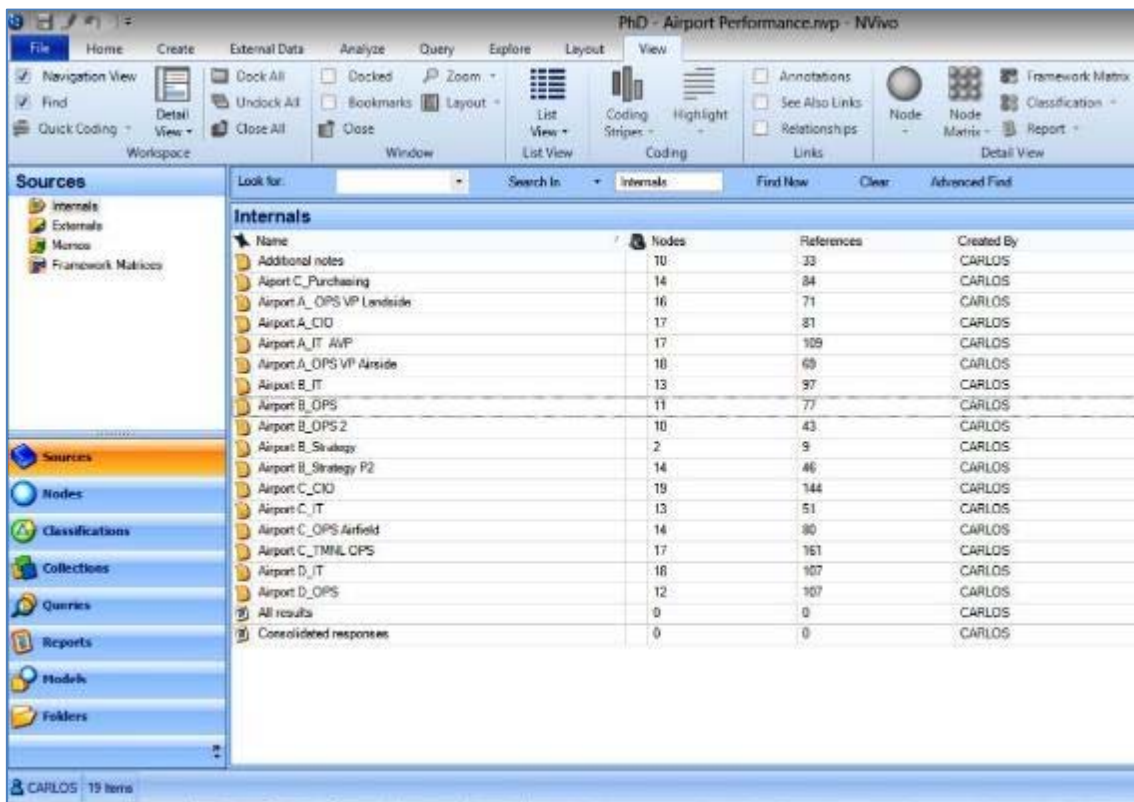 PhD - Airport Performance.nvp - NVivo
File Home Create External Data Analyze Query Explore Layout View
Navigation View Dock All Docked Zoom Annotations Framework Matrix
Find Undock All Bookmarks Layout See Also Links Classification
Quick Coding Detail View Close All Close List View Coding Stripes Highlight Relationships Node Node Matrix Report
Workspace Window List View Coding Links Detail View
Sources Look for: Search In Internals Find Now Clear Advanced Find
Internals
Externals
Memos
Framework Matrices
Internals
Name Nodes References Created By
Additional notes 10 33 CARLOS
Aiport C_Purchasing 14 84 CARLOS
Airport A_ OPS VP Landside 16 71 CARLOS
Airport A_CIO 17 81 CARLOS
Airport A_IT AVP 17 109 CARLOS
Airport A_OPS VP Airside 18 69 CARLOS
Airport B_IT 13 97 CARLOS
Airport B_OPS 11 77 CARLOS
Airport B_OPS 2 10 43 CARLOS
Airport B_Strategy 2 9 CARLOS
Airport B_Strategy P2 14 46 CARLOS
Airport C_CIO 19 144 CARLOS
Airport C_IT 13 51 CARLOS
Airport C_OPS Airfield 14 80 CARLOS
Airport C_TMNL OPS 17 161 CARLOS
Airport D_IT 18 107 CARLOS
Airport D_OPS 12 107 CARLOS
All results 0 0 CARLOS
Consolidated responses 0 0 CARLOS
Sources
Nodes
Classifications
Collections
Queries
Reports
Models
Folders
CARLOS 19 Items